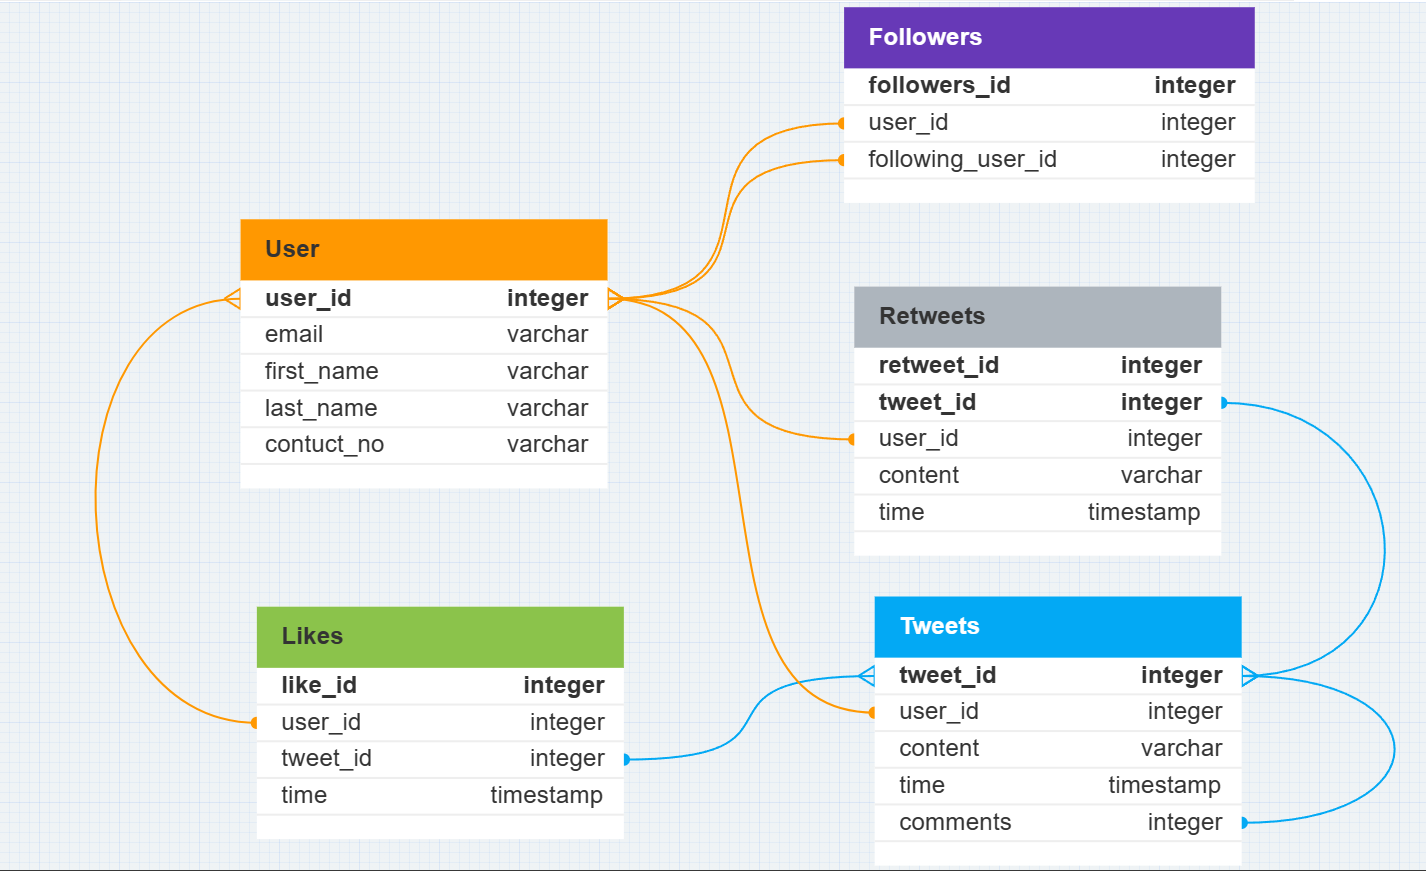 Followers
followers_id integer
user_id integer
following_user_id integer
User
user_id integer
email varchar
first_name varchar
last_name varchar
contuct_no varchar
Retweets
retweet_id integer
tweet_id integer
user_id integer
content varchar
time timestamp
Likes
like_id integer
user_id integer
tweet_id integer
time timestamp
Tweets
tweet_id integer
user_id integer
content varchar
time timestamp
comments integer